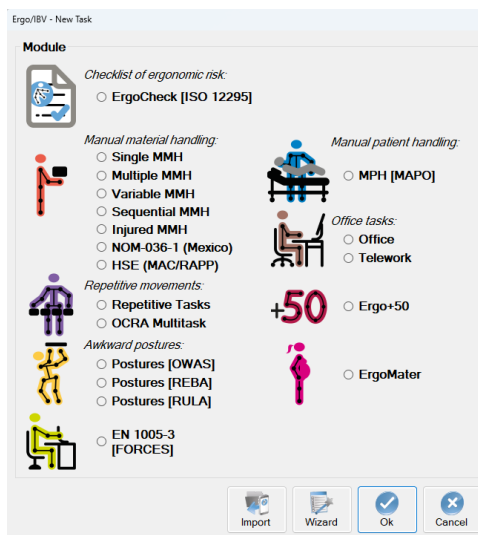 Ergo/IBV - New Task
Module
Checklist of ergonomic risk:
ErgoCheck [ISO 12295]
Manual material handling:
Single MMH
Multiple MMH
Variable MMH
Sequential MMH
Injured MMH
NOM-036-1 (Mexico)
HSE (MAC/RAPP)
Repetitive movements:
Repetitive Tasks
OCRA Multitask
Awkward postures:
Postures [OWAS]
Postures [REBA]
Postures [RULA]
EN 1005-3
[FORCES]
Manual patient handling:
MPH [MAPO]
Office tasks:
Office
Telework
+50
Ergo+50
ErgoMater
Import
Wizard
Ok
Cancel